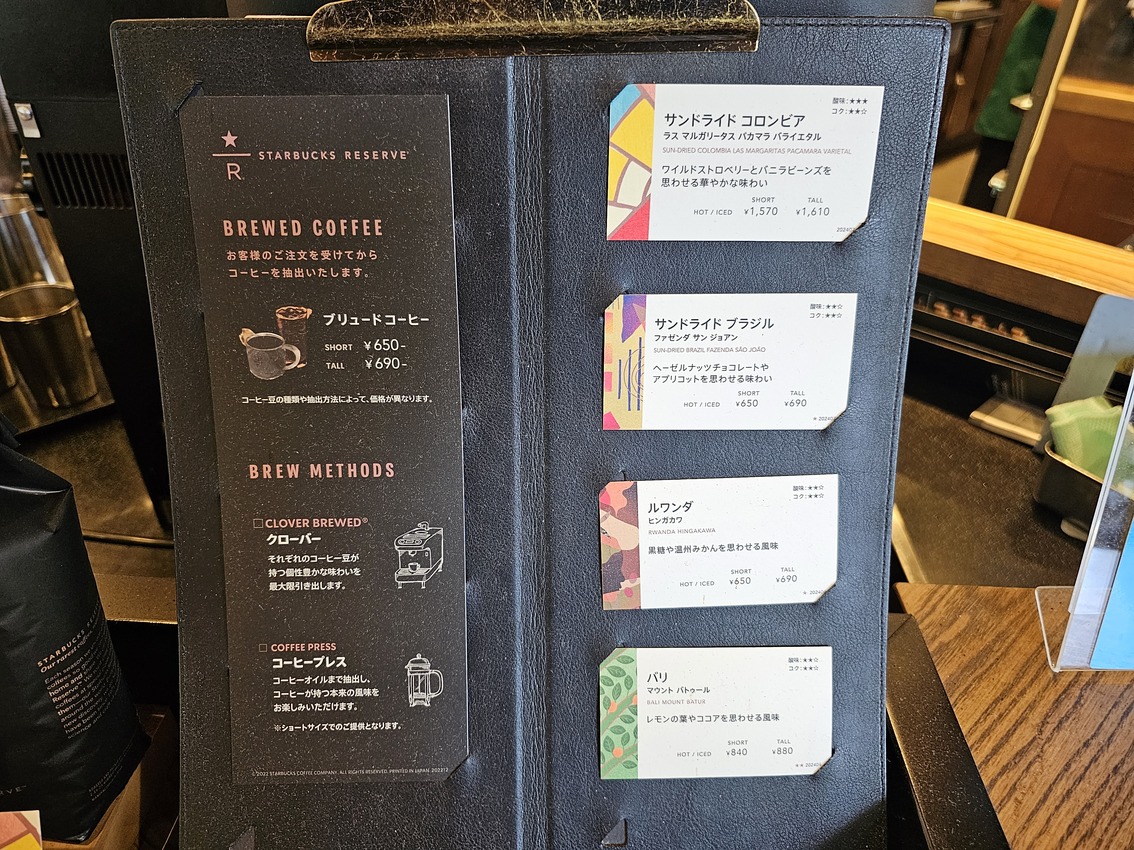 R
STARBUCKS RESERVE
BREWED COFFEE
お客様のご注文を受けてから
コーヒーを抽出いたします。
ブリュードコーヒー
SHORT ¥650-
TALL ¥690-
コーヒー豆の種類や抽出方法によって、価格が異なります。
BREW METHODS
□CLOVER BREWED®
クローバー
それぞれのコーヒー豆が
持つ個性豊かな味わいを
最大限引き出します。
□ COFFEE PRESS
コーヒープレス
コーヒーオイルまで抽出し、
コーヒーが持つ本来の風味を
お楽しみいただけます。
※ショートサイズでのご提供となります。
© 2022 STARBUCKS COFFEE COMPANY. ALL RIGHTS RESERVED. PRINTED IN JAPAN
酸味:★★★
コク:★★☆
サンドライド コロンビア
ラス マルガリータス パカマラ バライエタル
SUN-DRIED COLOMBIA LAS MARGARITAS PACAMARA VARIETAL
ワイルドストロベリーとバニラビーンズを
思わせる華やかな味わい
SHORT TALL
HOT / ICED ¥1,570 ¥1,610
酸味:★★☆
コク:★★☆
サンドライド ブラジル
ファゼンダ サン ジョアン
SUN-DRIED BRAZIL FAZENDA SÃO JOÃO
ヘーゼルナッツチョコレートや
アプリコットを思わせる味わい
SHORT TALL
HOT / ICED ¥650 ¥690
酸味:★★☆
コク:★★☆
ルワンダ
ヒンガカワ
RWANDA HINGAKAWA
黒糖や温州みかんを思わせる風味
SHORT TALL
HOT / ICED ¥650 ¥690
酸味:★★☆
コク:★★☆
バリ
マウント バトゥール
BALI MOUNT BATUR
レモンの葉やココアを思わせる風味
SHORT TALL
HOT / ICED ¥840 ¥880
STARBUCKS RESERVE